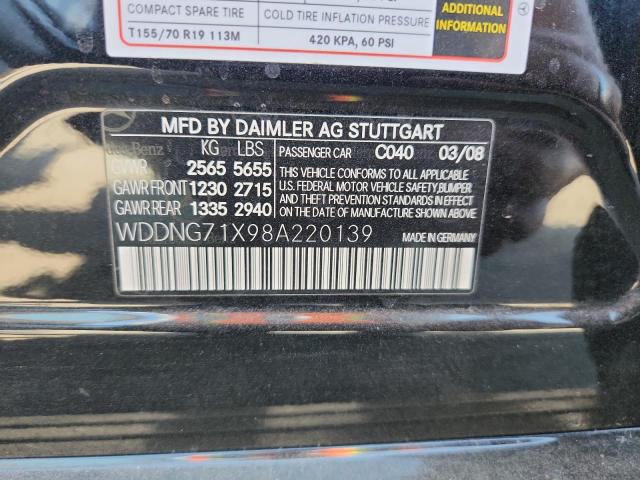 COMPACT SPARE TIRE COLD TIRE INFLATION PRESSURE
T155/70 R19 113M 420 KPA, 60 PSI
ADDITIONAL
INFORMATION
MFD BY DAIMLER AG STUTTGART
KG LBS PASSENGER CAR C040 03/08
GVWR 2565 5655 THIS VEHICLE CONFORMS TO ALL APPLICABLE
GAWR FRONT 1230 2715 U.S. FEDERAL MOTOR VEHICLE SAFETY, BUMPER
GAWR REAR 1335 2940 AND THEFT PREVENTION STANDARDS IN EFFECT
ON THE DATE OF MANUFACTURE SHOWN ABOVE.
WDDNG71X98A220139 MADE IN GERMANY